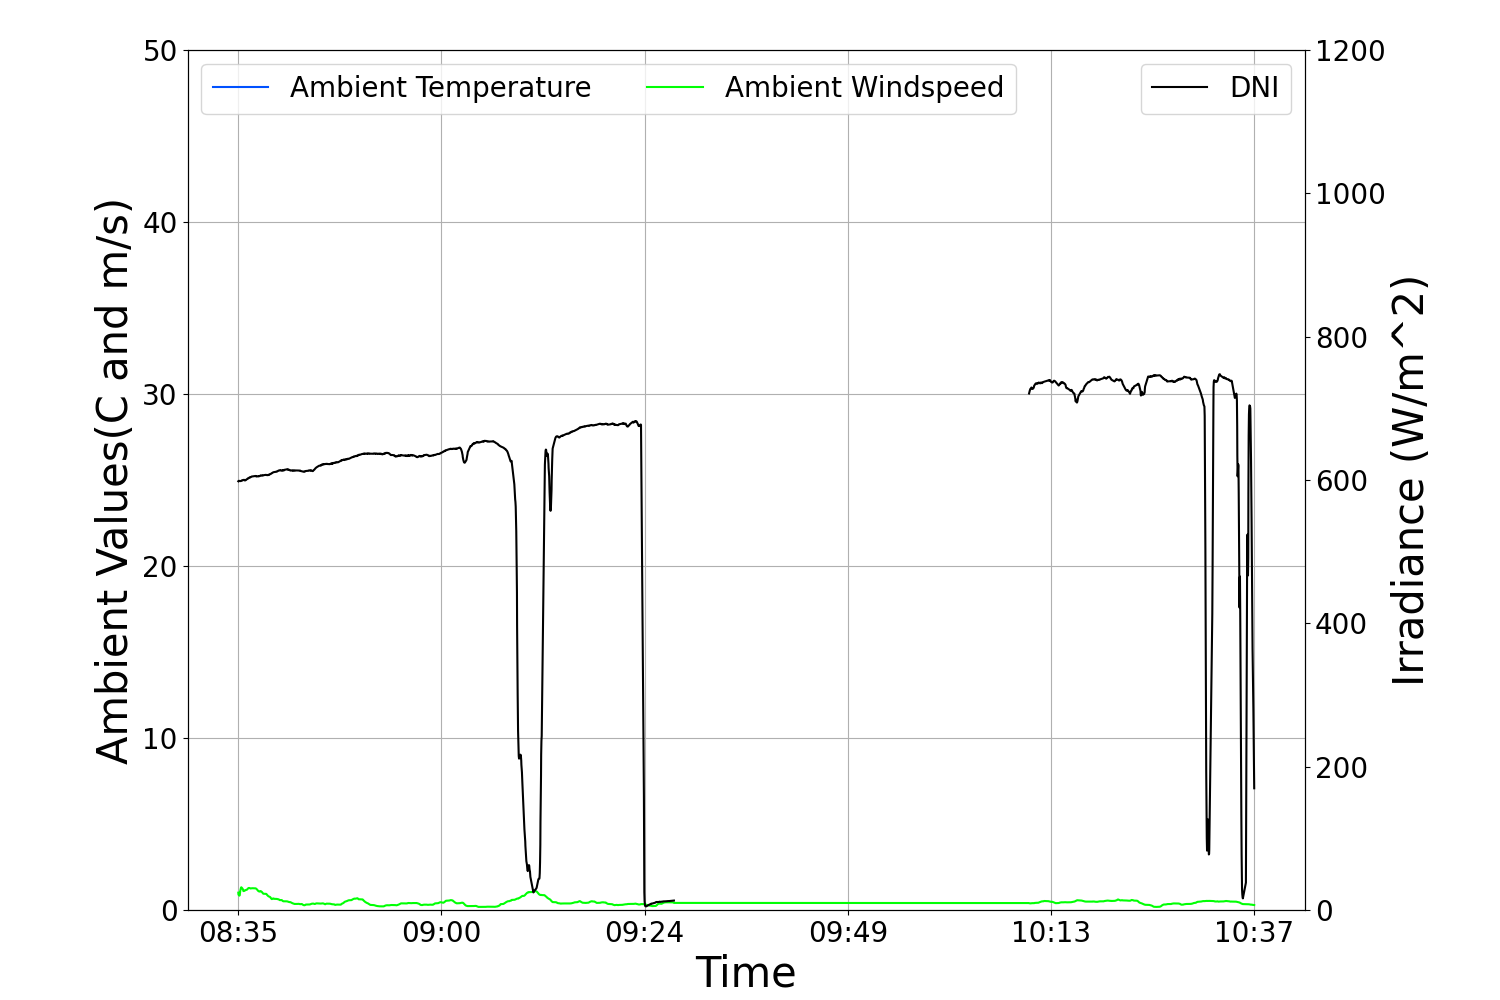 Ambient Temperature Ambient Windspeed DNI
50
40
30
20
10
0
1200
1000
800
600
400
200
0
Ambient Values(C and m/s)
Irradiance (W/m^2)
08:35 09:00 09:24 09:49 10:13 10:37
Time